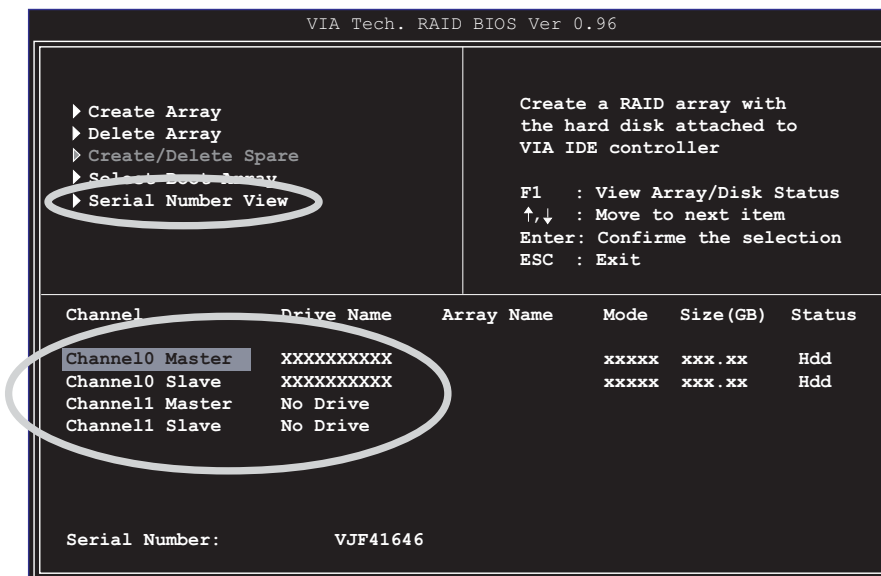 VIA Tech. RAID BIOS Ver 0.96
Create Array
Delete Array
Create/Delete Spare
Select Boot Array
Serial Number View
Create a RAID array with
the hard disk attached to
VIA IDE controller
F1 : View Array/Disk Status
↑,↓ : Move to next item
Enter: Confirme the selection
ESC : Exit
Channel Drive Name Array Name Mode Size(GB) Status
Channel0 Master XXXXXXXXXX xxxxx xxx.xx Hdd
Channel0 Slave XXXXXXXXXX xxxxx xxx.xx Hdd
Channel1 Master No Drive
Channel1 Slave No Drive
Serial Number: VJF41646